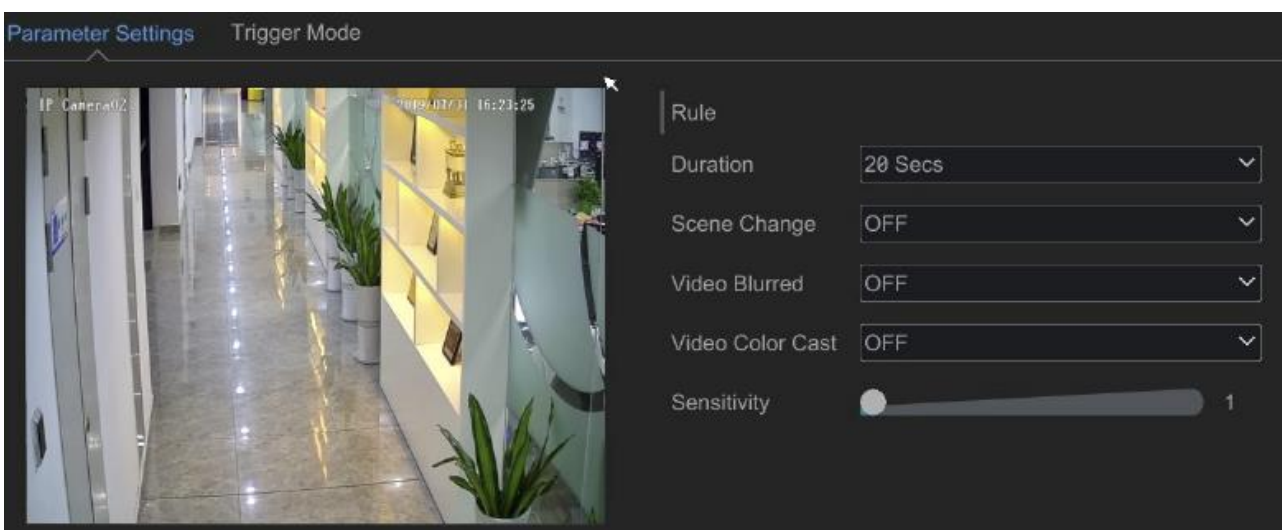 Parameter Settings Trigger Mode
IP Camera02 2019/07/31 16:23:25
Rule
Duration 20 Secs
Scene Change OFF
Video Blurred OFF
Video Color Cast OFF
Sensitivity 1